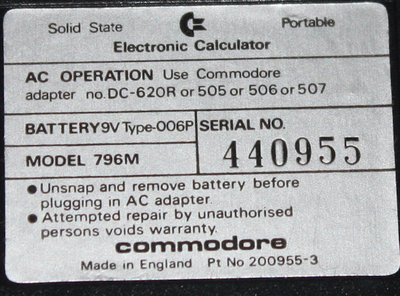 Solid State Portable
Electronic Calculator
AC OPERATION Use Commodore
adapter no. DC-620R or 505 or 506 or 507
BATTERY 9V Type-006P SERIAL NO.
MODEL 796M 440955
● Unsnap and remove battery before
plugging in AC adapter.
● Attempted repair by unauthorised
persons voids warranty.
commodore
Made in England Pt No 200955-3